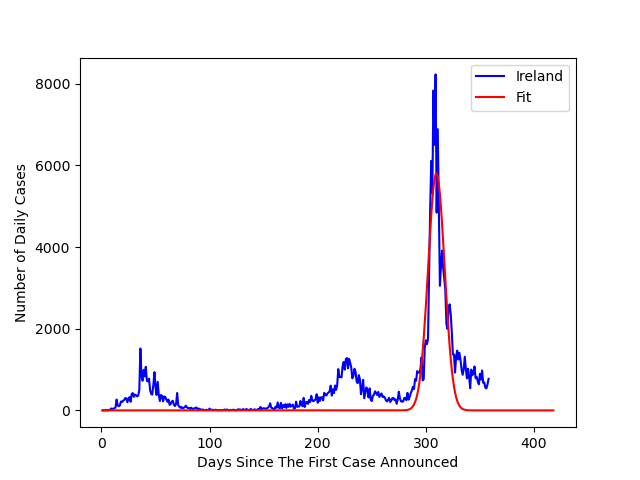 Ireland
Fit
8000
6000
4000
2000
0
Number of Daily Cases
0 100 200 300 400
Days Since The First Case Announced